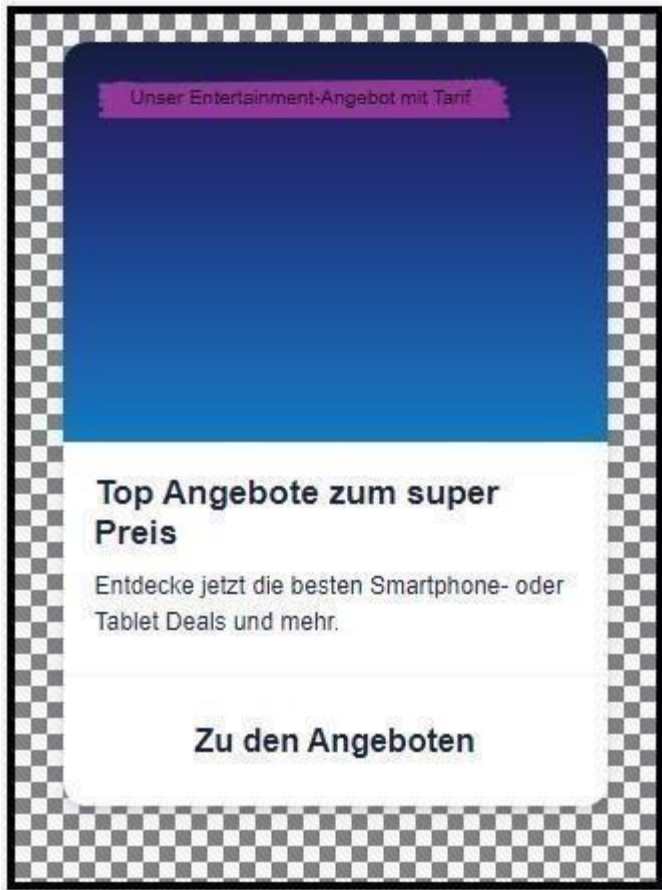 Unser Entertainment-Angebot mit Tarif
Top Angebote zum super
Preis
Entdecke jetzt die besten Smartphone- oder
Tablet Deals und mehr.
Zu den Angeboten